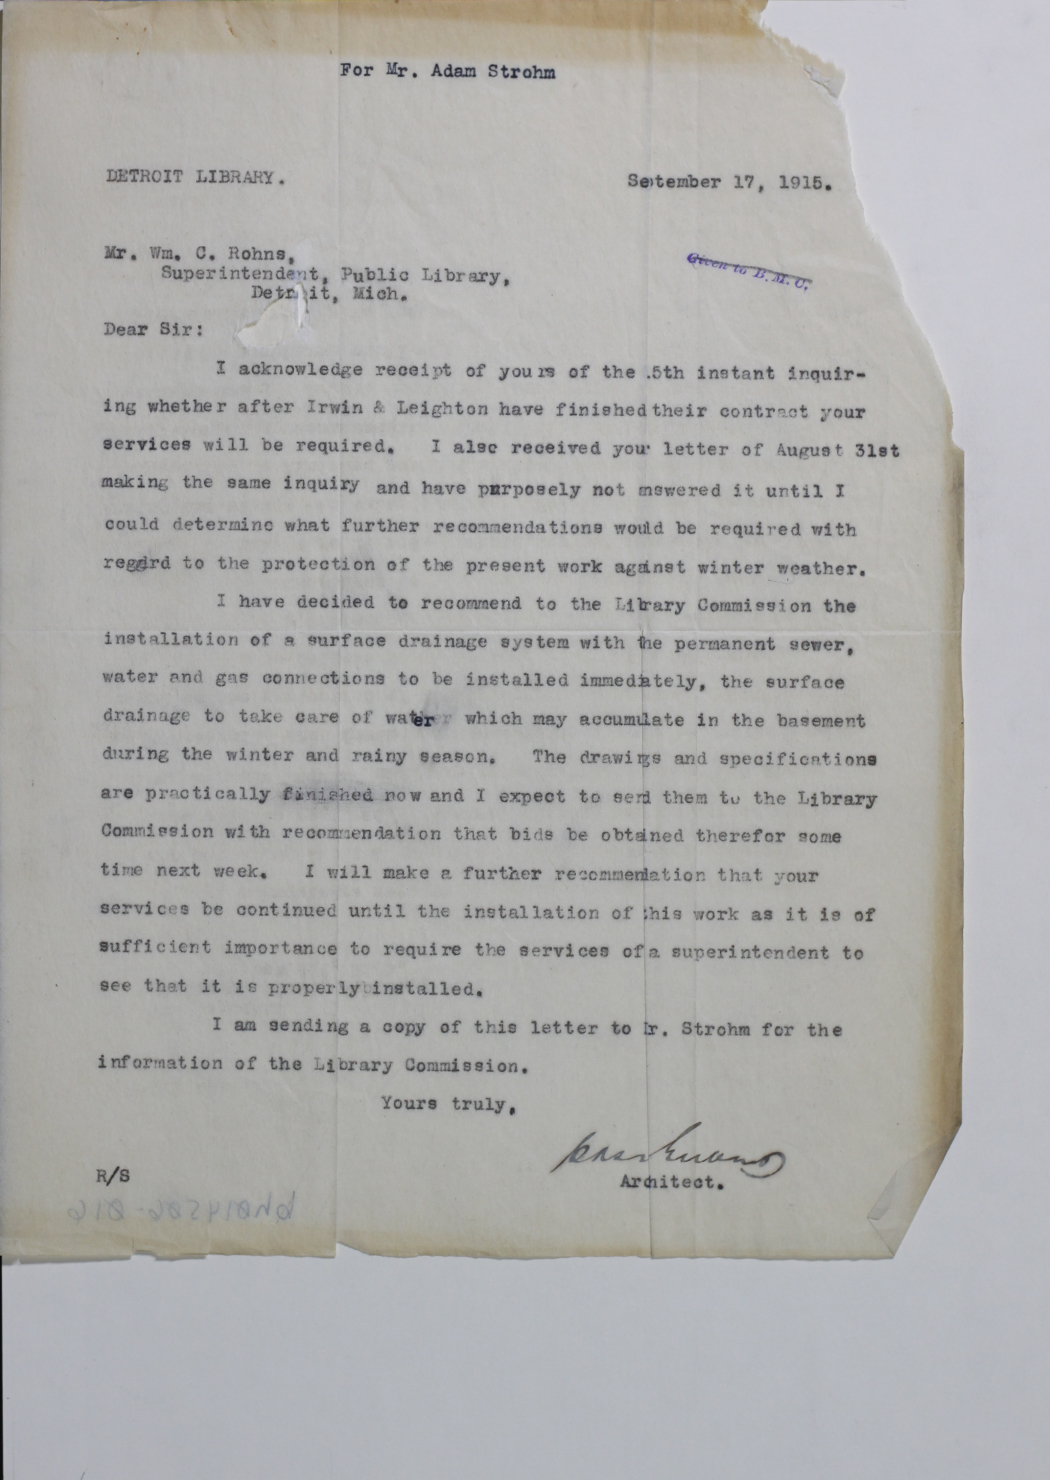 For Mr. Adam Strohm
DETROIT LIBRARY.
September 17, 1915.
Mr. Wm. C. Rohns,
Superintendent, Public Library,
Detroit, Mich.
Given to B.M.C.
Dear Sir:
I acknowledge receipt of yours of the 15th instant inquir-
ing whether after Irwin & Leighton have finished their contract your
services will be required. I also received your letter of August 31st
making the same inquiry and have purposely not answered it until I
could determine what further recommendations would be required with
regard to the protection of the present work against winter weather.
I have decided to recommend to the Library Commission the
installation of a surface drainage system with the permanent sewer,
water and gas connections to be installed immediately, the surface
drainage to take care of water which may accumulate in the basement
during the winter and rainy season. The drawings and specifications
are practically finished now and I expect to send them to the Library
Commission with recommendation that bids be obtained therefor some
time next week. I will make a further recommendation that your
services be continued until the installation of this work as it is of
sufficient importance to require the services of a superintendent to
see that it is properly installed.
I am sending a copy of this letter to Mr. Strohm for the
information of the Library Commission.
Yours truly,
Architect.
R/S
bh014506-016